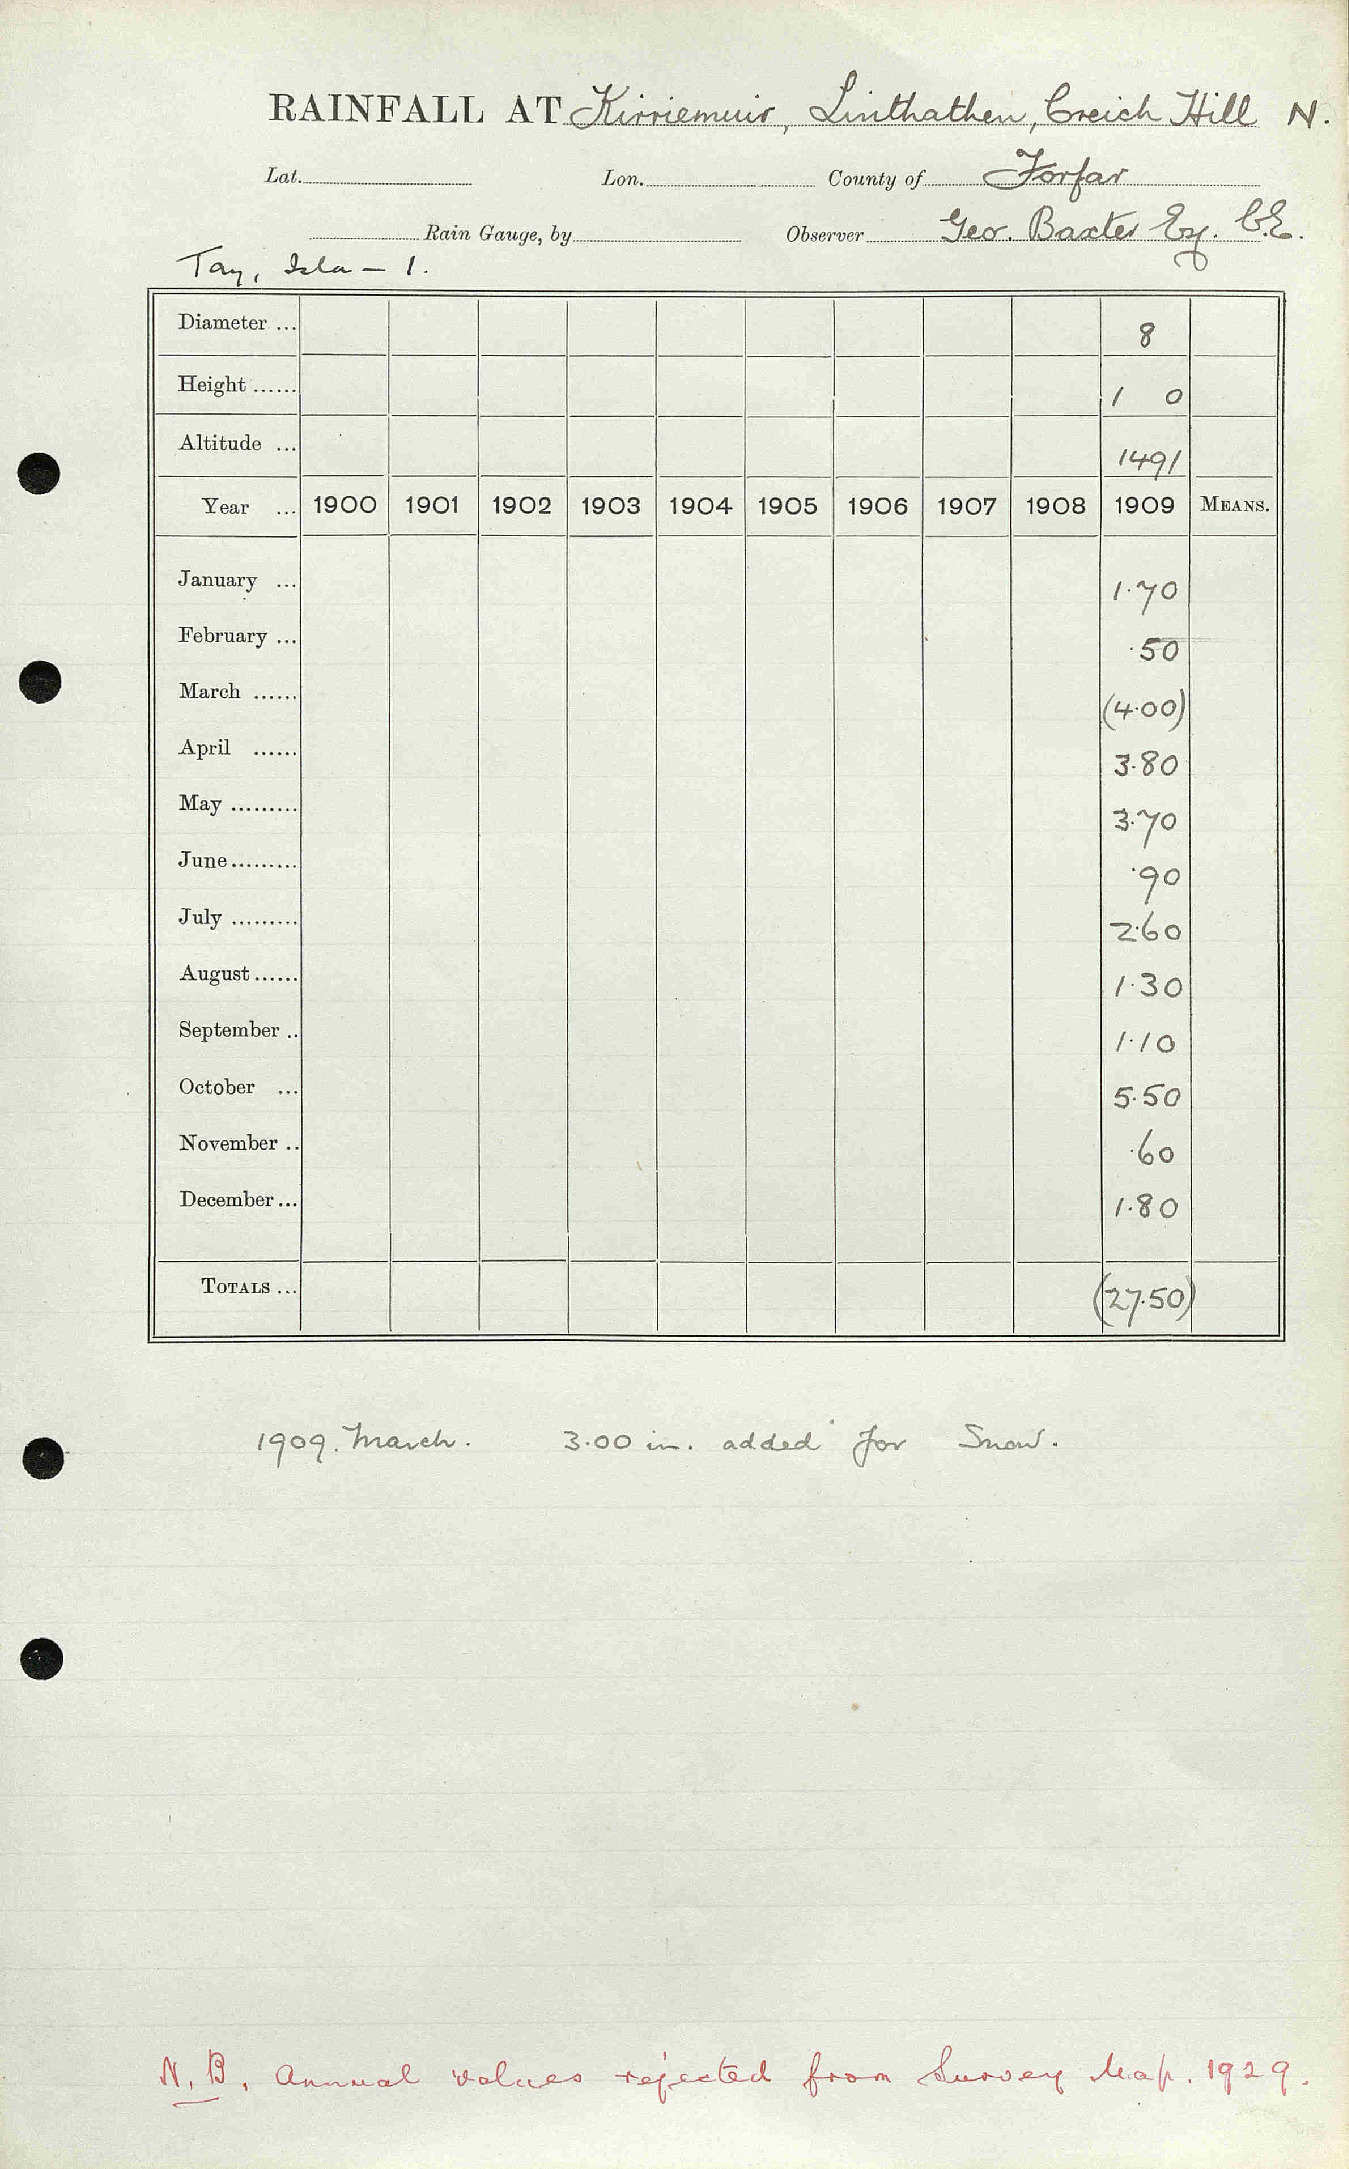 RAINFALL AT Kirriemuir, Linthathen, Creich Hill N.
Lat. Lon. County of Forfar
Rain Gauge, by Observer Geo. Baxter Esq. C.E.
Tay, Isla - 1.
Diameter ... 8
Height ...... 1 0
Altitude ... 1491
Year ... 1900 1901 1902 1903 1904 1905 1906 1907 1908 1909 MEANS.
January ... 1.70
February ... .50
March ...... (4.00)
April ...... 3.80
May ......... 3.70
June ......... .90
July ......... 2.60
August ...... 1.30
September .. 1.10
October ... 5.50
November .. .60
December ... 1.80
TOTALS ... (27.50)
1909. March. 3.00 in. added for Snow.
N.B. Annual values rejected from Survey Map. 1929.